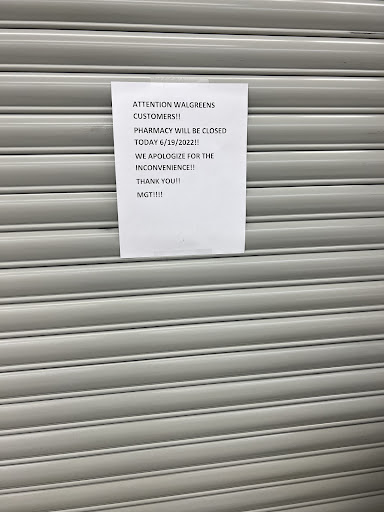 ATTENTION WALGREENS
CUSTOMERS!!
PHARMACY WILL BE CLOSED
TODAY 6/19/2022!!
WE APOLOGIZE FOR THE
INCONVENIENCE!!
THANK YOU!!
MGT!!!!